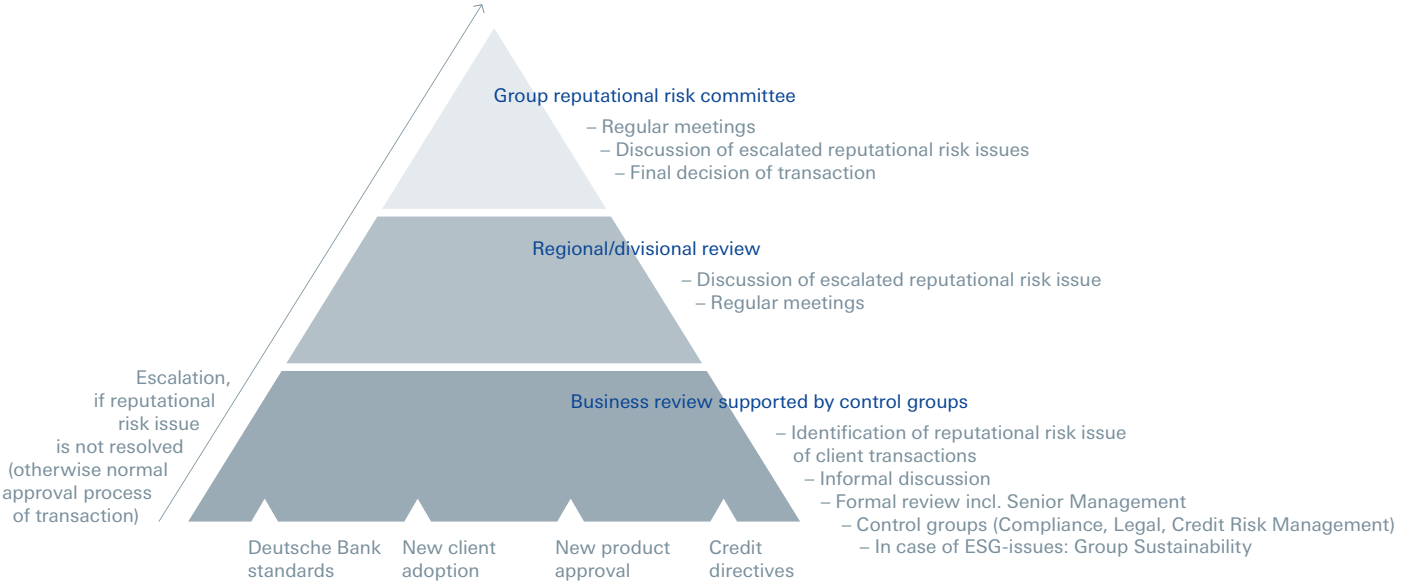 Group reputational risk committee
– Regular meetings
– Discussion of escalated reputational risk issues
– Final decision of transaction
Regional/divisional review
– Discussion of escalated reputational risk issue
– Regular meetings
Escalation,
if reputational
risk issue
is not resolved
(otherwise normal
approval process
of transaction)
Business review supported by control groups
– Identification of reputational risk issue
of client transactions
– Informal discussion
– Formal review incl. Senior Management
– Control groups (Compliance, Legal, Credit Risk Management)
– In case of ESG-issues: Group Sustainability
Deutsche Bank
standards
New client
adoption
New product
approval
Credit
directives